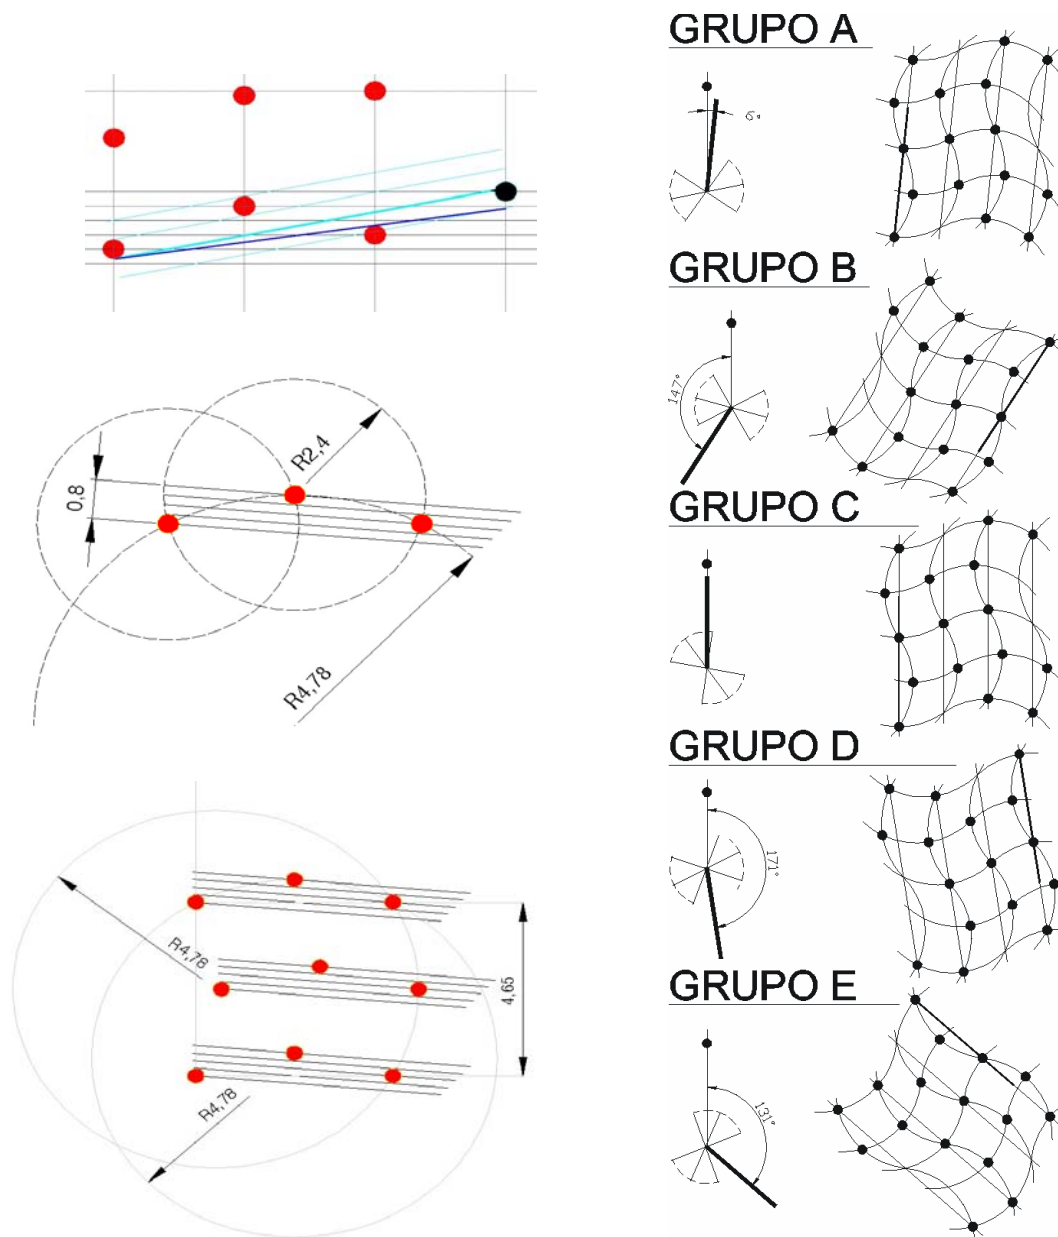 R2,4
0,8
R4,78
R4,78
4,65
R4,78
GRUPO A
6°
GRUPO B
147°
GRUPO C
GRUPO D
171°
GRUPO E
131°